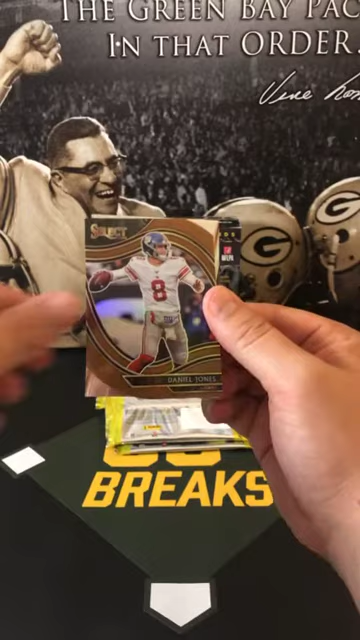 THE GREEN BAY PAC
IN THAT ORDER.
Vince Lom
SELECT
8
DANIEL JONES
G
G
BREAKS